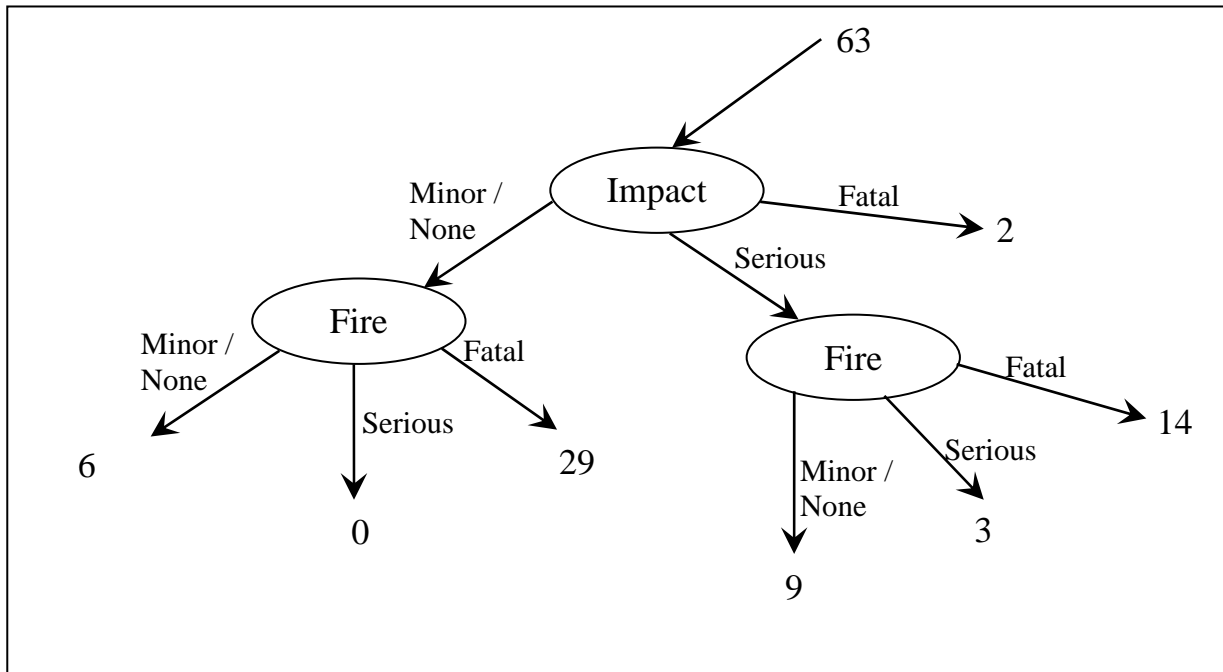 63
Impact
Minor /
None
Fatal
2
Serious
Fire
Minor /
None
Serious
Fatal
6
0
29
Fire
Fatal
14
Serious
3
Minor /
None
9